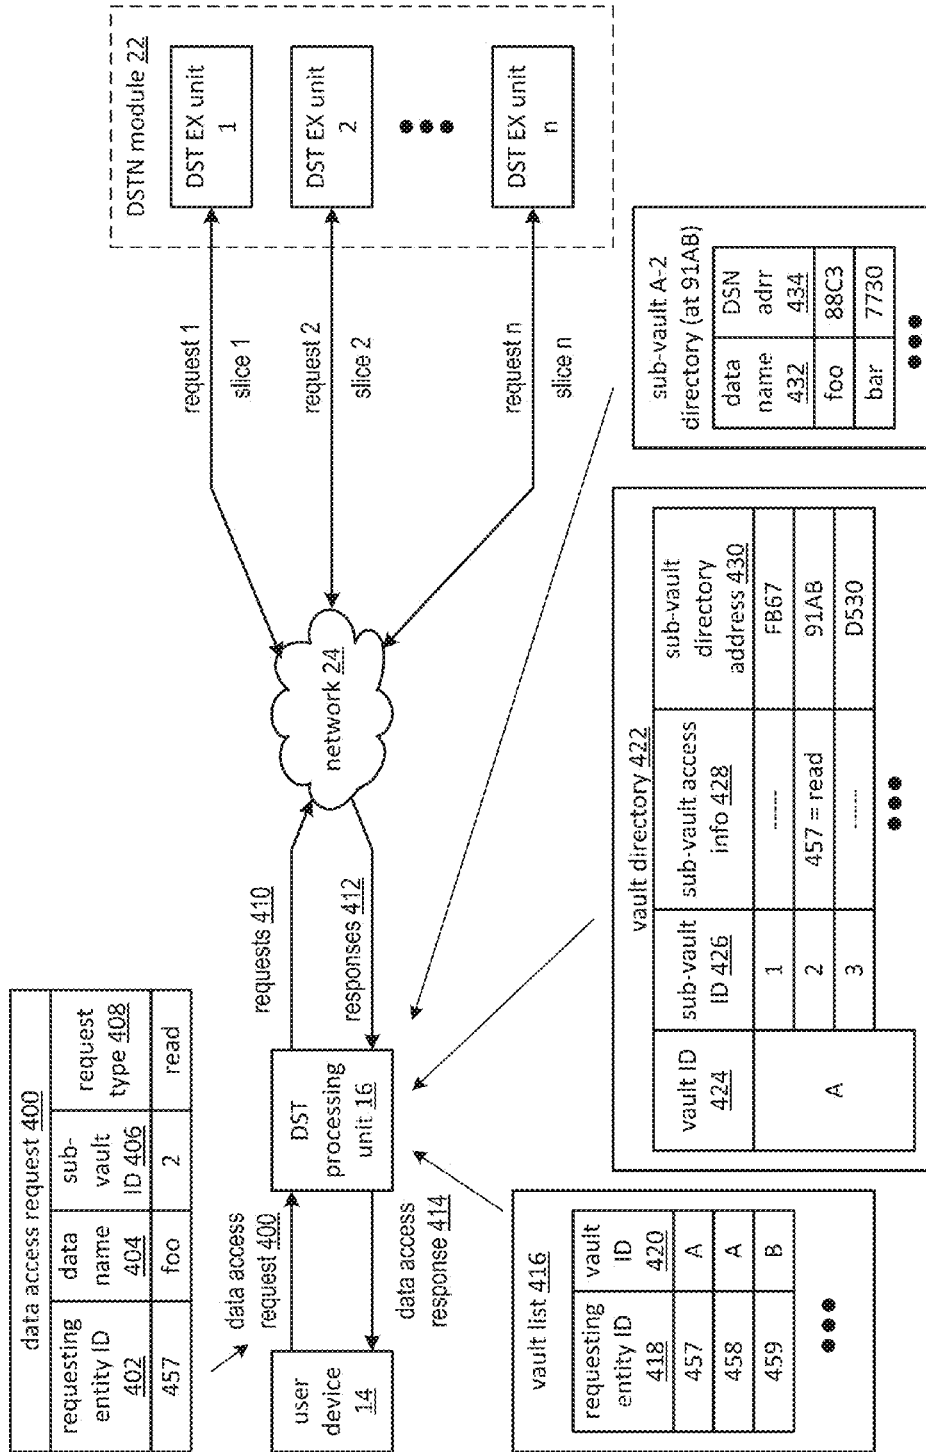 data access request 400
requesting
entity ID
402
data
name
404
sub-
vault
ID 406
request
type 408
457
foo
2
read
user
device
14
data access
request 400
data access
response 414
DST
processing
unit 16
requests 410
responses 412
network 24
request 1
slice 1
request 2
slice 2
request n
slice n
DSTN module 22
DST EX unit
1
DST EX unit
2
DST EX unit
n
vault list 416
requesting
entity ID
418
vault
ID
420
457
A
458
A
459
B
vault directory 422
vault ID
424
sub-vault
ID 426
sub-vault access
info 428
sub-vault
directory
address 430
A
1
-----
FB67
2
457 = read
91AB
3
-----
D530
sub-vault A-2
directory (at 91AB)
data
name
432
DSN
adrr
434
foo
88C3
bar
7730